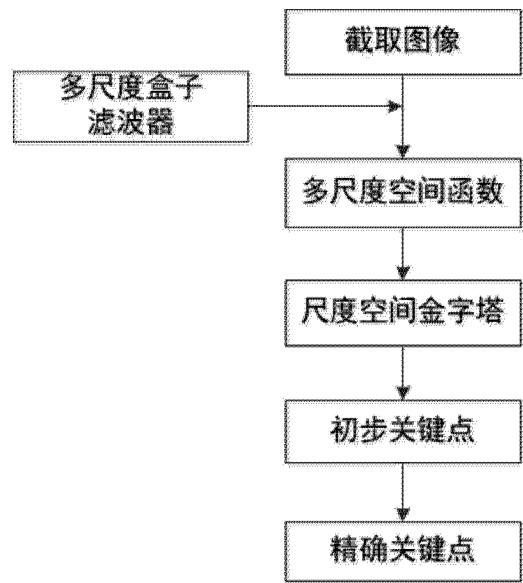 截取图像
多尺度盒子
滤波器
多尺度空间函数
尺度空间金字塔
初步关键点
精确关键点